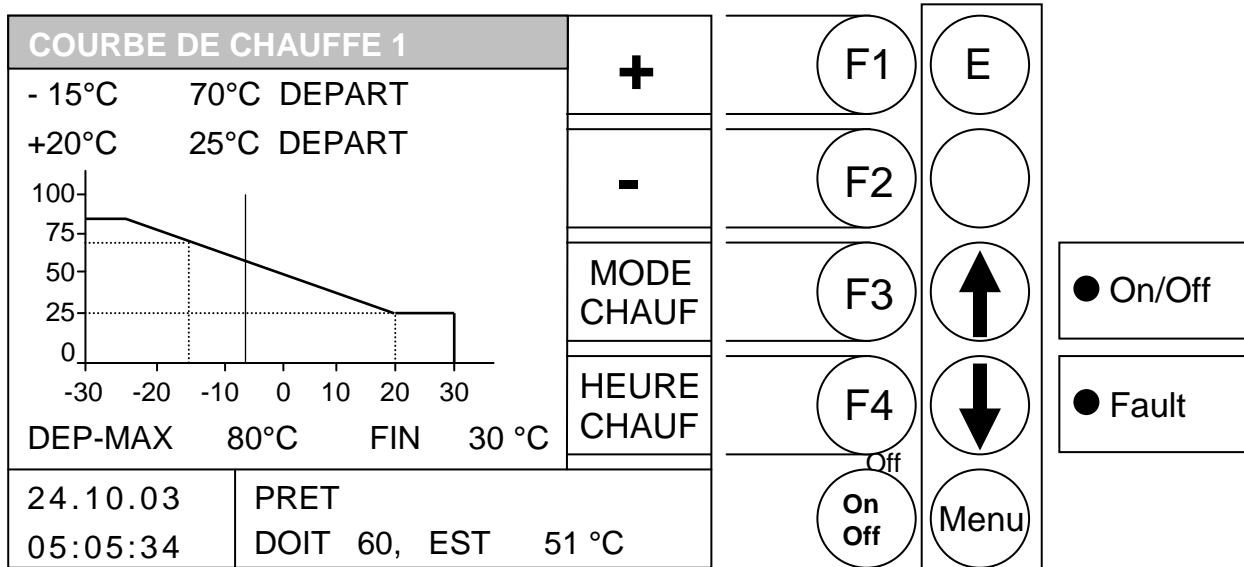 COURBE DE CHAUFFE 1
- 15°C 70°C DEPART
+20°C 25°C DEPART
100
75
50
25
0
-30 -20 -10 0 10 20 30
DEP-MAX 80°C FIN 30 °C
24.10.03
05:05:34
PRET
DOIT 60, EST 51 °C
+
-
MODE
CHAUF
HEURE
CHAUF
F1
F2
F3
F4
Off
On
Off
E
Menu
On/Off
Fault